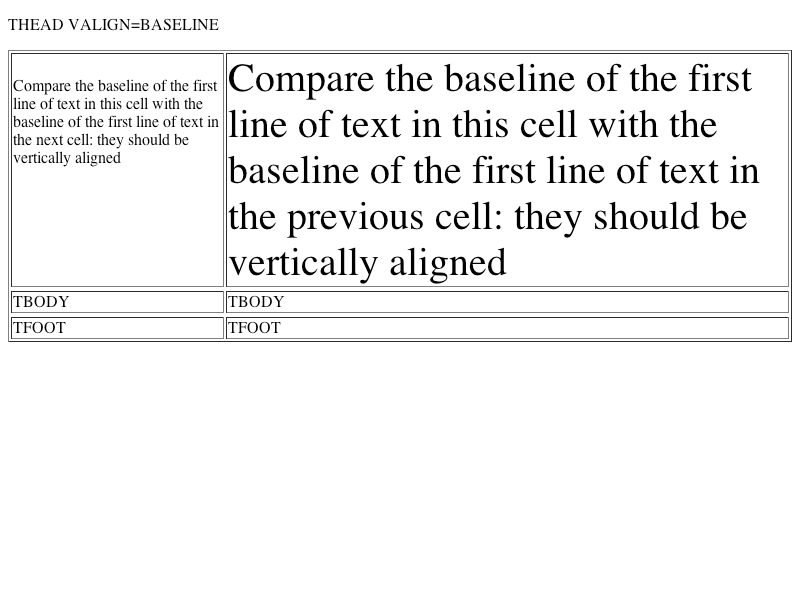 THEAD VALIGN=BASELINE
Compare the baseline of the first
line of text in this cell with the
baseline of the first line of text in
the next cell: they should be
vertically aligned
Compare the baseline of the first
line of text in this cell with the
baseline of the first line of text in
the previous cell: they should be
vertically aligned
TBODY
TBODY
TFOOT
TFOOT